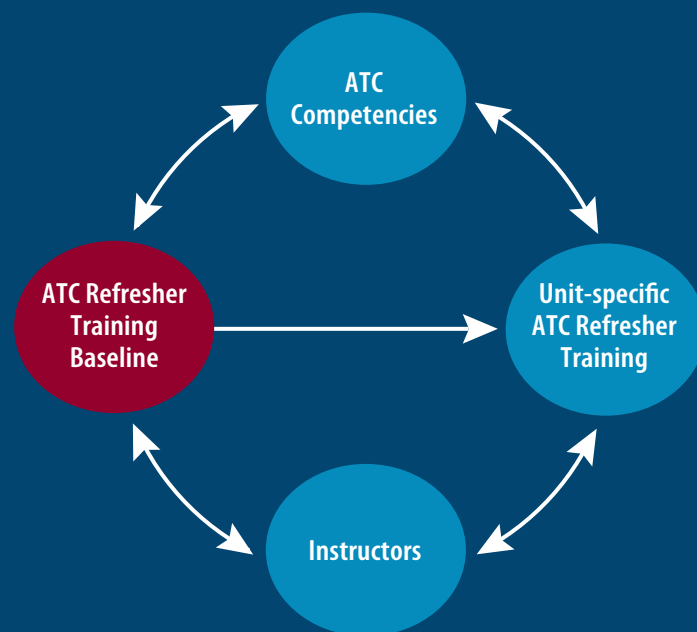 ATC
Competencies
ATC Refresher
Training
Baseline
Unit-specific
ATC Refresher
Training
Instructors